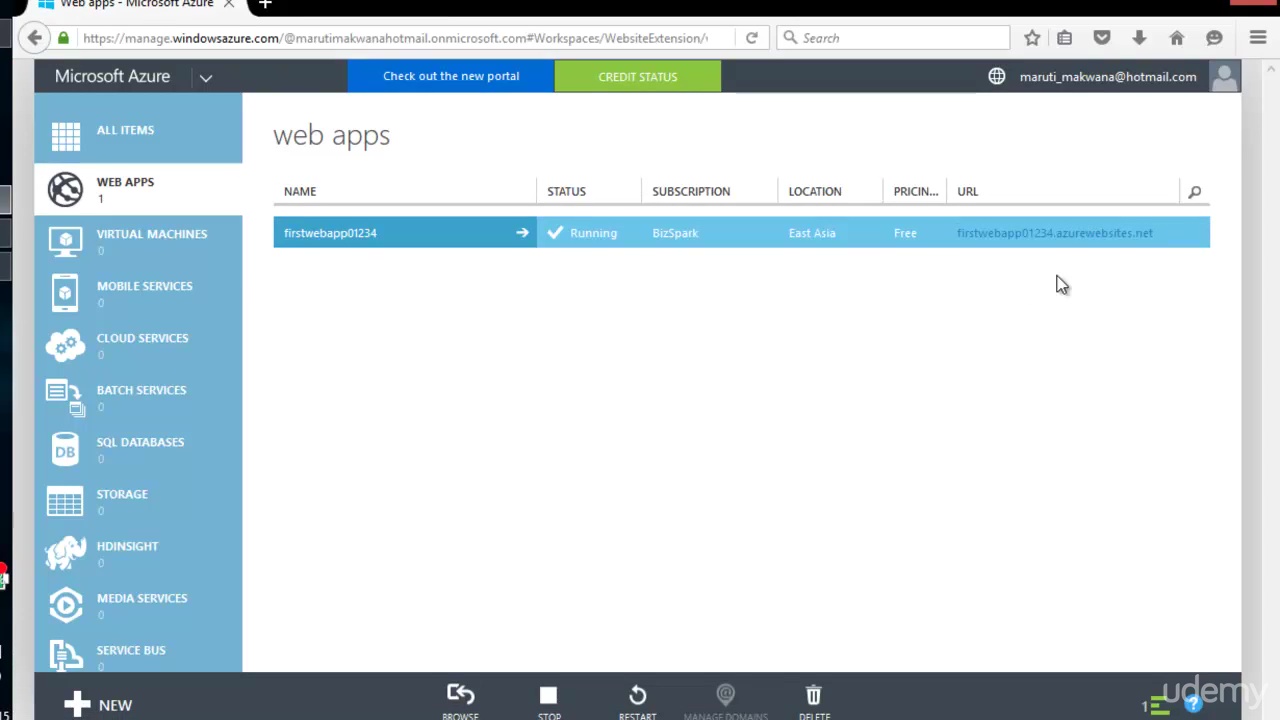 Web apps - Microsoft Azure
https://manage.windowsazure.com/@marutimakwanahotmail.onmicrosoft.com#Workspaces/WebsiteExtension/
Search
Microsoft Azure
Check out the new portal
CREDIT STATUS
maruti_makwana@hotmail.com
ALL ITEMS
WEB APPS
1
VIRTUAL MACHINES
0
MOBILE SERVICES
0
CLOUD SERVICES
0
BATCH SERVICES
0
DB
SQL DATABASES
0
STORAGE
0
HDINSIGHT
0
MEDIA SERVICES
0
SERVICE BUS
0
web apps
NAME STATUS SUBSCRIPTION LOCATION PRICIN... URL
firstwebapp01234 Running BizSpark East Asia Free firstwebapp01234.azurewebsites.net
NEW
BROWSE
STOP
RESTART
MANAGE DOMAINS
DELETE
1
?
udemy